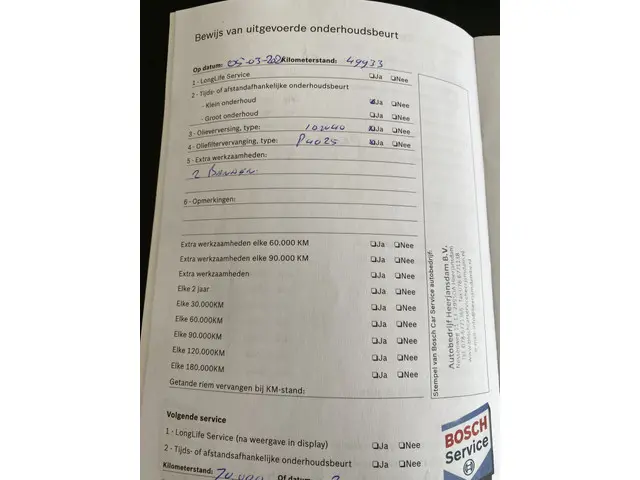 Bewijs van uitgevoerde onderhoudsbeurt
Op datum: 05-03-20 Kilometerstand: 49933
1 - LongLife Service ❑Ja ❑Nee
2 - Tijds- of afstandafhankelijke onderhoudsbeurt
- Klein onderhoud ❑Ja ❑Nee
- Groot onderhoud ❑Ja ❑Nee
3 - Olieverversing, type: 10w40 ❑Ja ❑Nee
4 - Oliefiltervervanging, type: P4025 ❑Ja ❑Nee
5 - Extra werkzaamheden:
2 Banden
6 - Opmerkingen:
Extra werkzaamheden elke 60.000 KM ❑Ja ❑Nee
Extra werkzaamheden elke 90.000 KM ❑Ja ❑Nee
Extra werkzaamheden ❑Ja ❑Nee
Elke 2 jaar ❑Ja ❑Nee
Elke 30.000KM ❑Ja ❑Nee
Elke 60.000KM ❑Ja ❑Nee
Elke 90.000KM ❑Ja ❑Nee
Elke 120.000KM ❑Ja ❑Nee
Elke 180.000KM ❑Ja ❑Nee
Getande riem vervangen bij KM-stand:
Stempel van Bosch Car Service autobedrijf:
Autobedrijf Heerjansdam B.V.
Volgende service
1 - LongLife Service (na weergave in display) ❑Ja ❑Nee
2 - Tijds- of afstandsafhankelijke onderhoudsbeurt ❑Ja ❑Nee
Kilometerstand: 70.000 Of datum:
BOSCH
Service